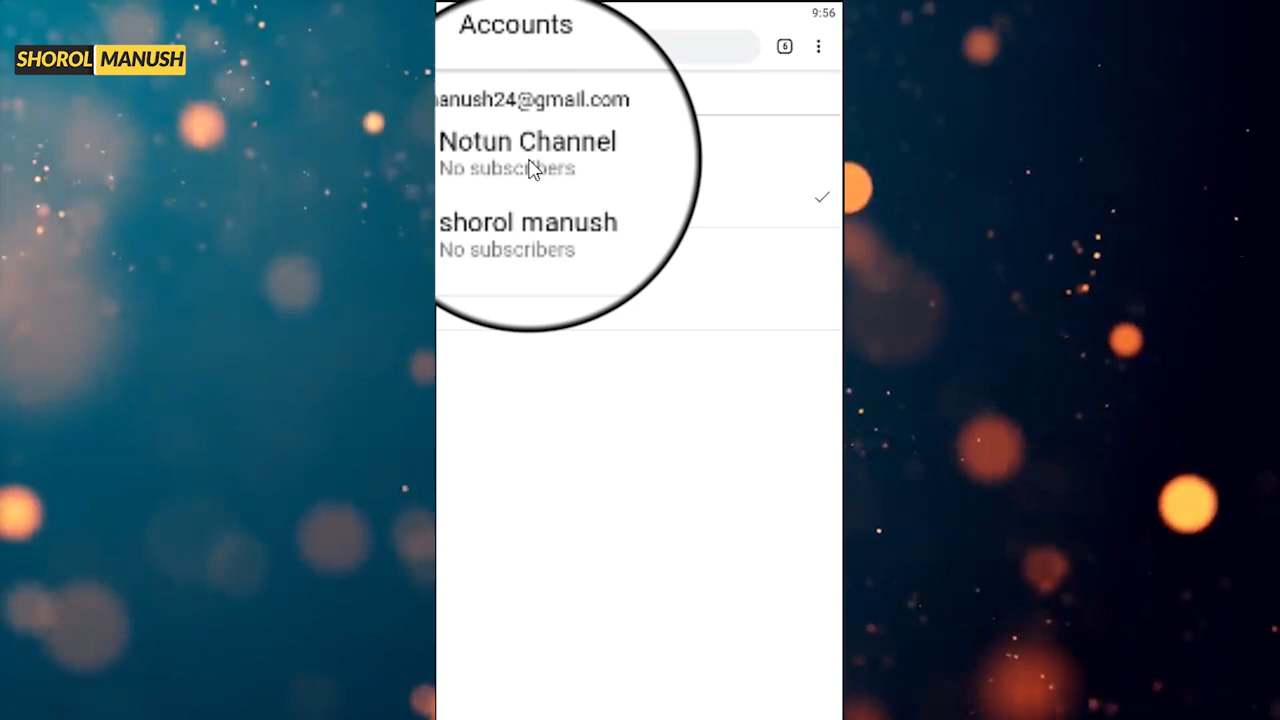 SHOROL MANUSH
9:56
6
Accounts
anush24@gmail.com
Notun Channel
No subscribers
shorol manush
No subscribers